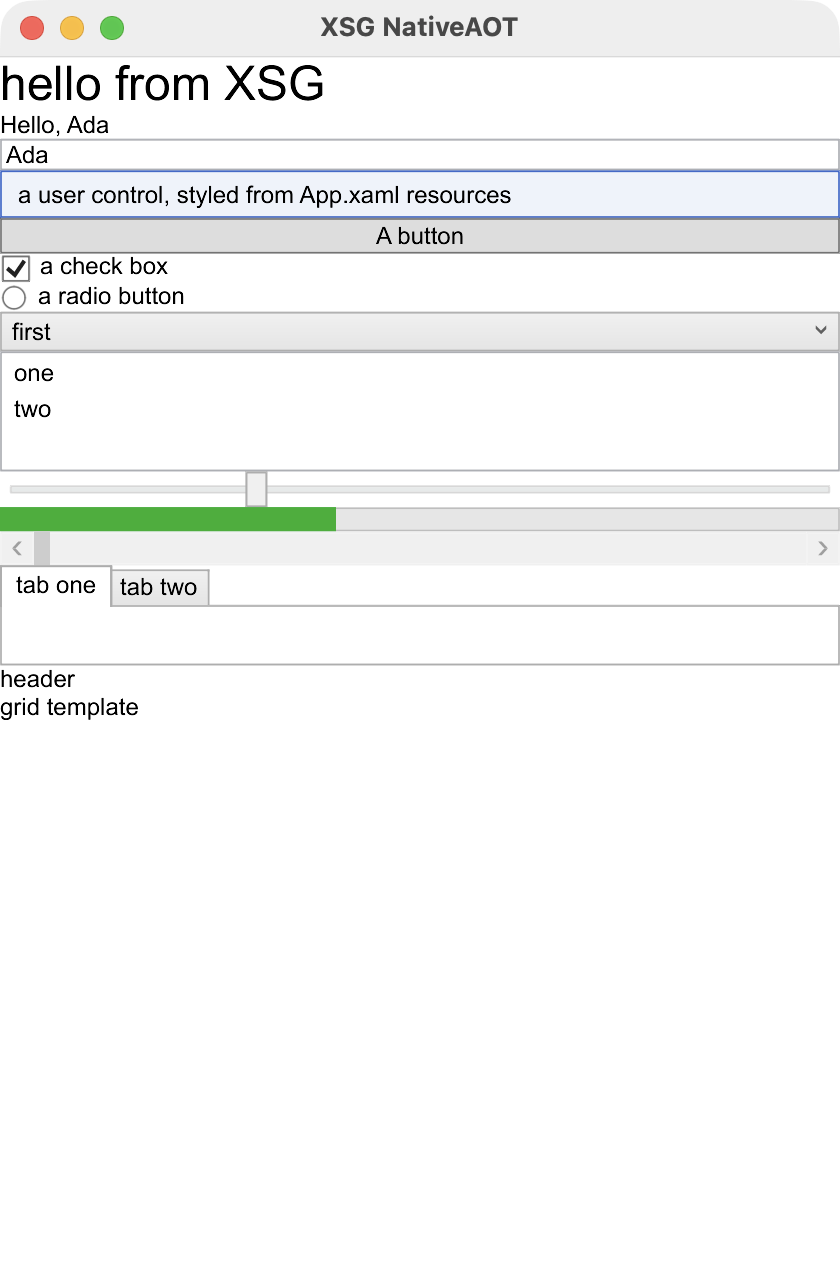 XSG NativeAOT
hello from XSG
Hello, Ada
Ada
a user control, styled from App.xaml resources
A button
a check box
a radio button
first
one
two
tab one tab two
header
grid template